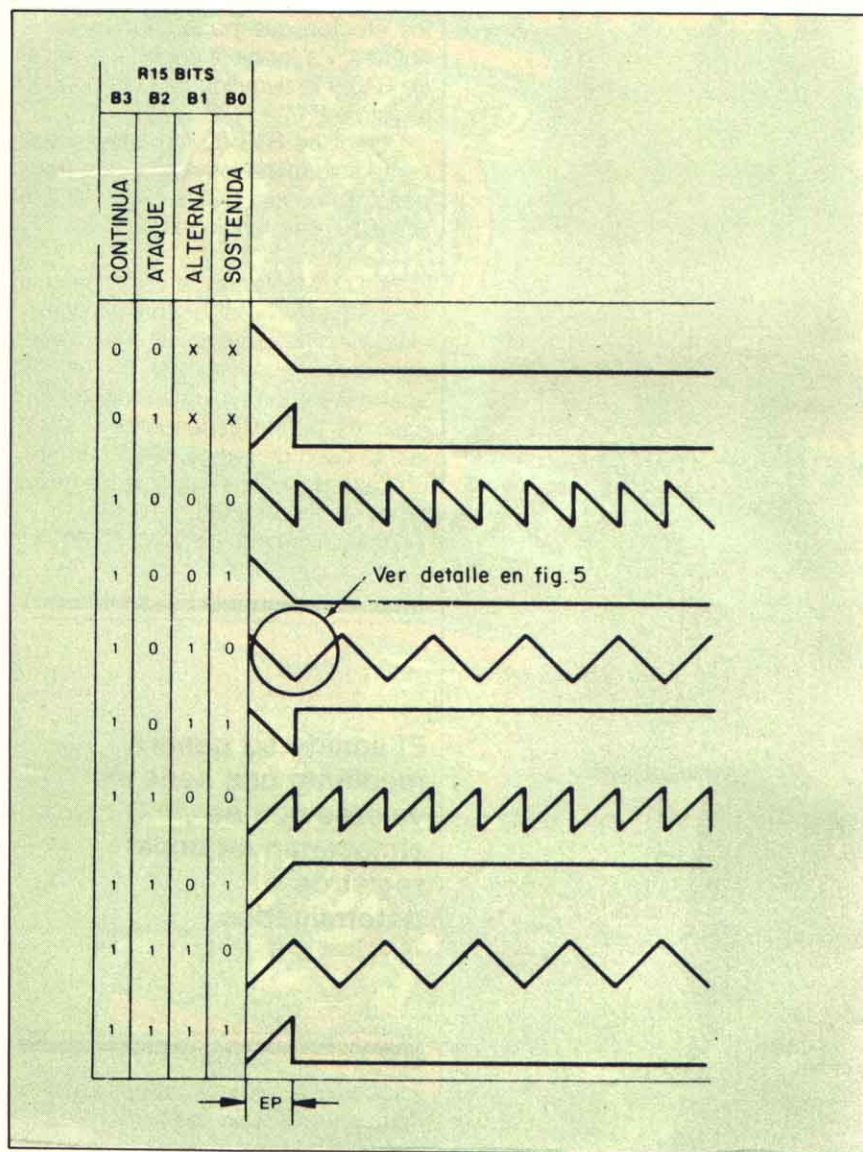 R15 BITS
B3 B2 B1 B0
CONTINUA
ATAQUE
ALTERNA
SOSTENIDA
0 0 X X
0 1 X X
1 0 0 0
1 0 0 1
Ver detalle en fig. 5
1 0 1 0
1 0 1 1
1 1 0 0
1 1 0 1
1 1 1 0
1 1 1 1
EP